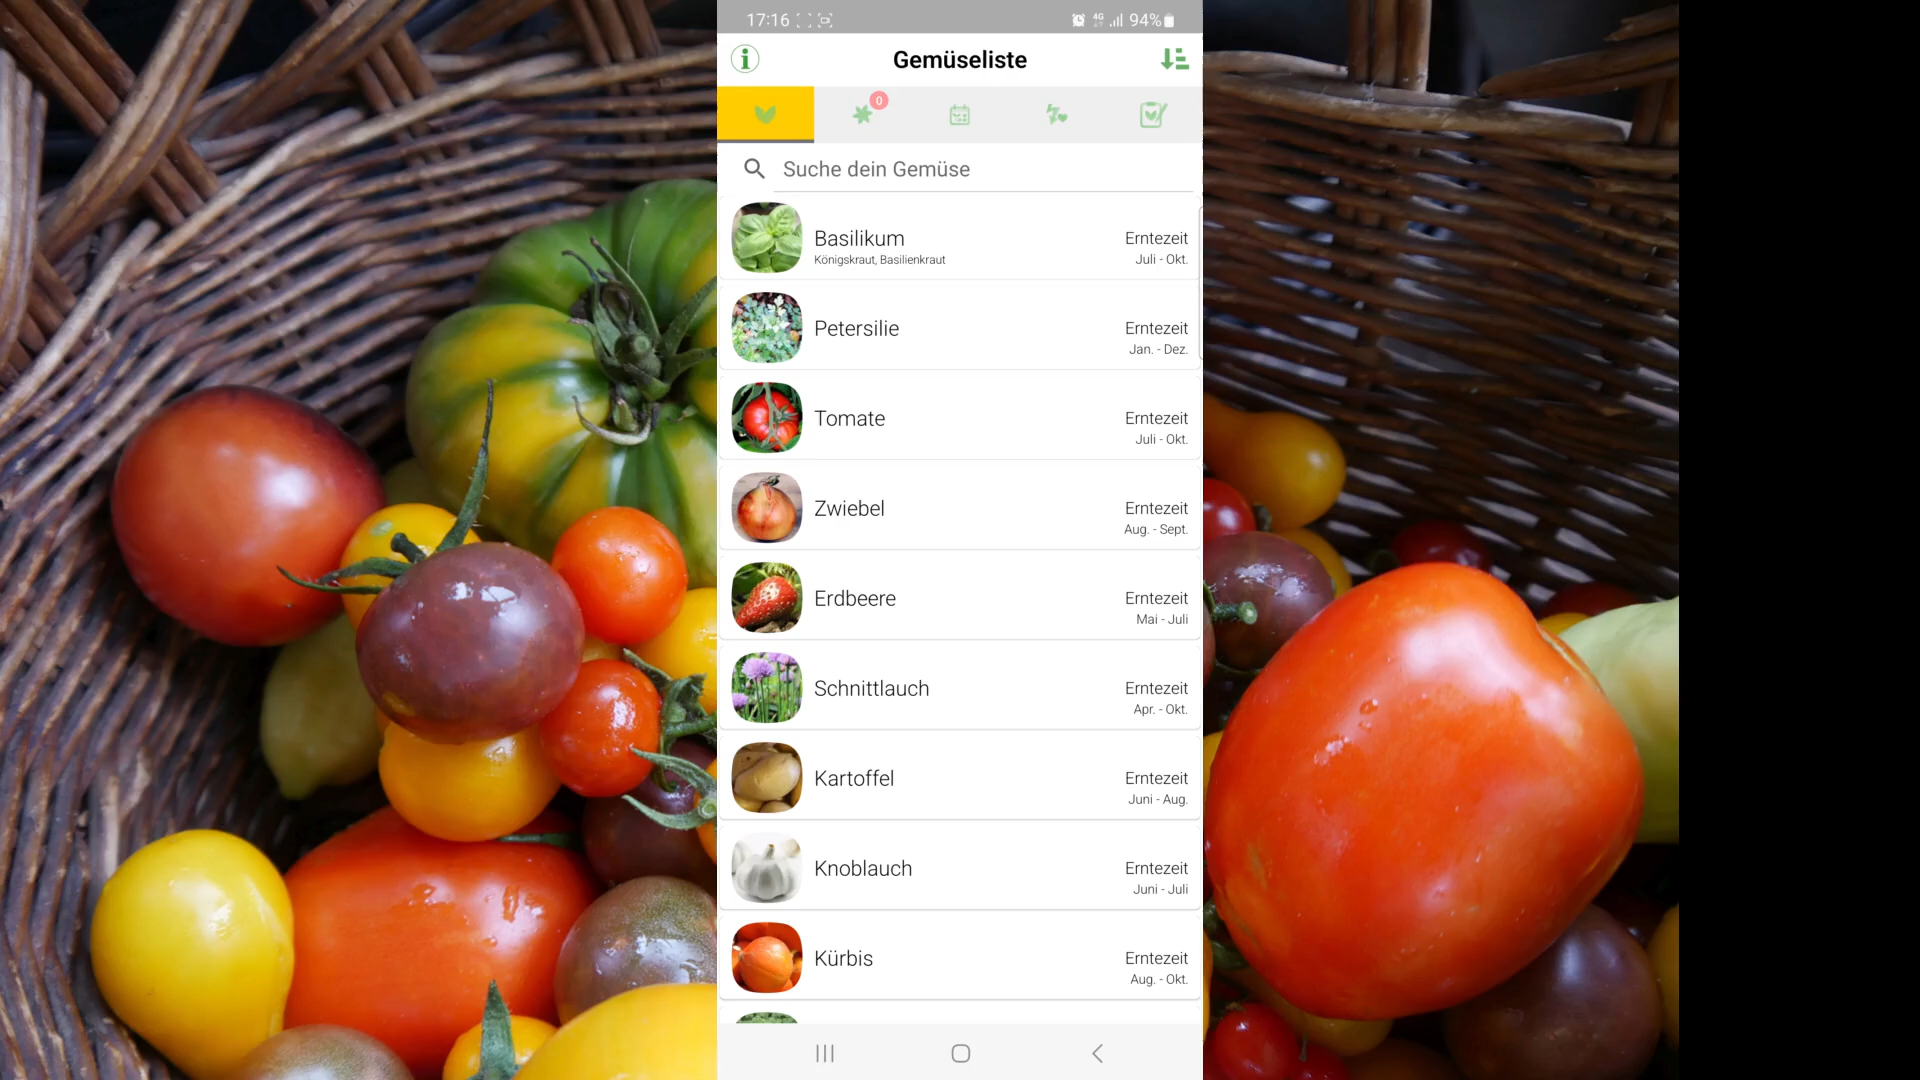 17:16 4G 94%
i Gemüseliste
0
Suche dein Gemüse
Basilikum Erntezeit
Königskraut, Basilienkraut Juli - Okt.
Petersilie Erntezeit
Jan. - Dez.
Tomate Erntezeit
Juli - Okt.
Zwiebel Erntezeit
Aug. - Sept.
Erdbeere Erntezeit
Mai - Juli
Schnittlauch Erntezeit
Apr. - Okt.
Kartoffel Erntezeit
Juni - Aug.
Knoblauch Erntezeit
Juni - Juli
Kürbis Erntezeit
Aug. - Okt.